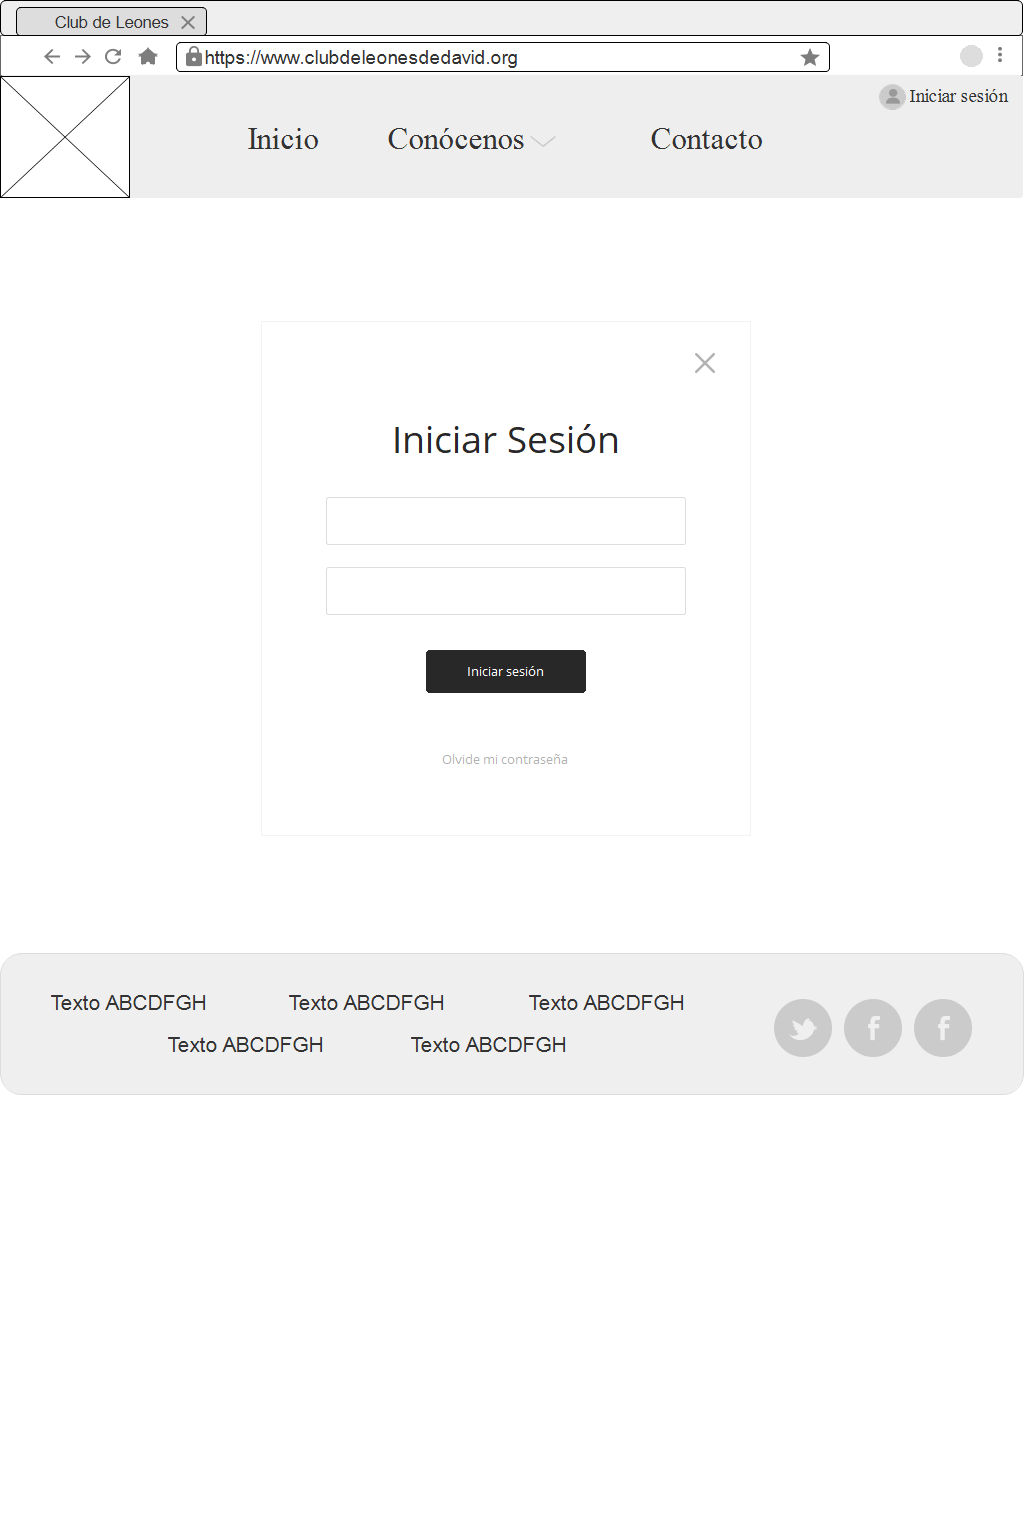 Club de Leones
https://www.clubdeleonesdedavid.org
Iniciar sesión
Inicio
Conócenos
Contacto
Iniciar Sesión
Iniciar sesión
Olvide mi contraseña
Texto ABCDFGH
Texto ABCDFGH
Texto ABCDFGH
Texto ABCDFGH
Texto ABCDFGH